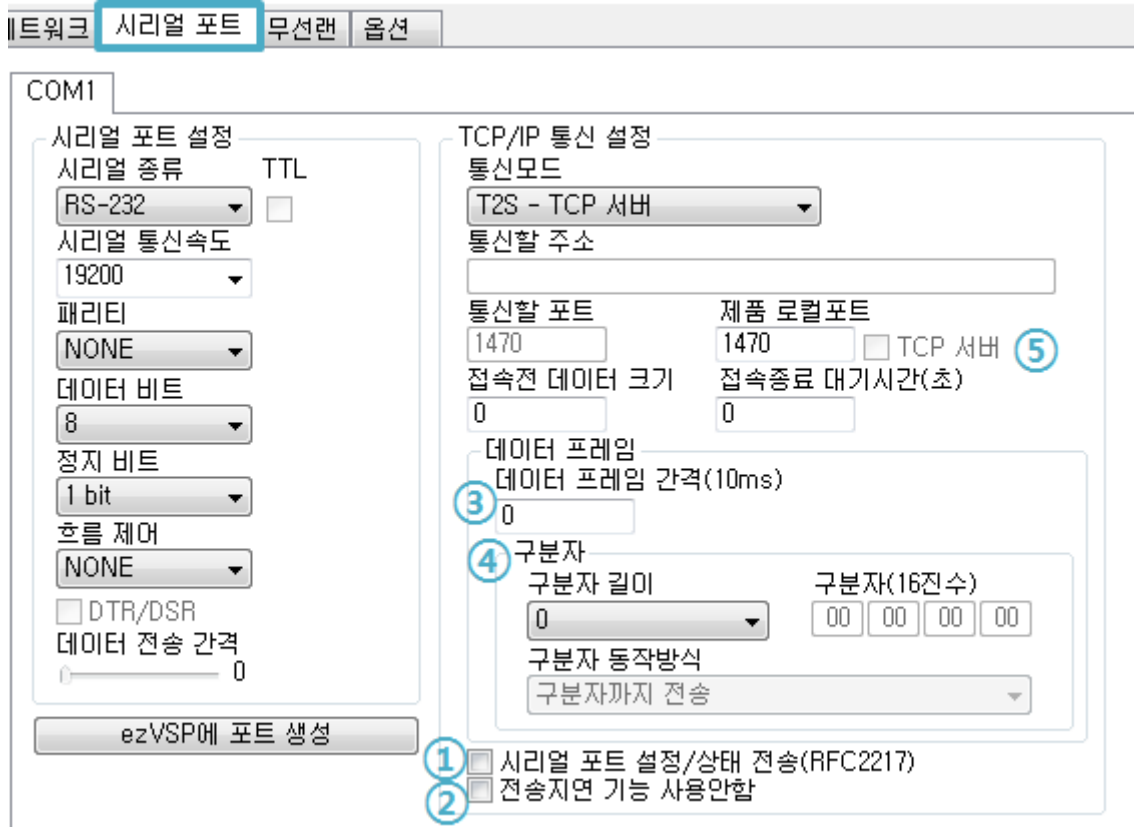 네트워크 시리얼 포트 무선랜 옵션
COM1
시리얼 포트 설정
시리얼 종류 TTL
RS-232
시리얼 통신속도
19200
패리티
NONE
데이터 비트
8
정지 비트
1 bit
흐름 제어
NONE
DTR/DSR
데이터 전송 간격
0
ezVSP에 포트 생성
TCP/IP 통신 설정
통신모드
T2S - TCP 서버
통신할 주소
통신할 포트 제품 로컬포트
1470 1470 TCP 서버 ⑤
접속전 데이터 크기 접속종료 대기시간(초)
0 0
데이터 프레임
데이터 프레임 간격(10ms)
③ 0
④ 구분자
구분자 길이 구분자(16진수)
0 00 00 00 00
구분자 동작방식
구분자까지 전송
① 시리얼 포트 설정/상태 전송(RFC2217)
② 전송지연 기능 사용안함